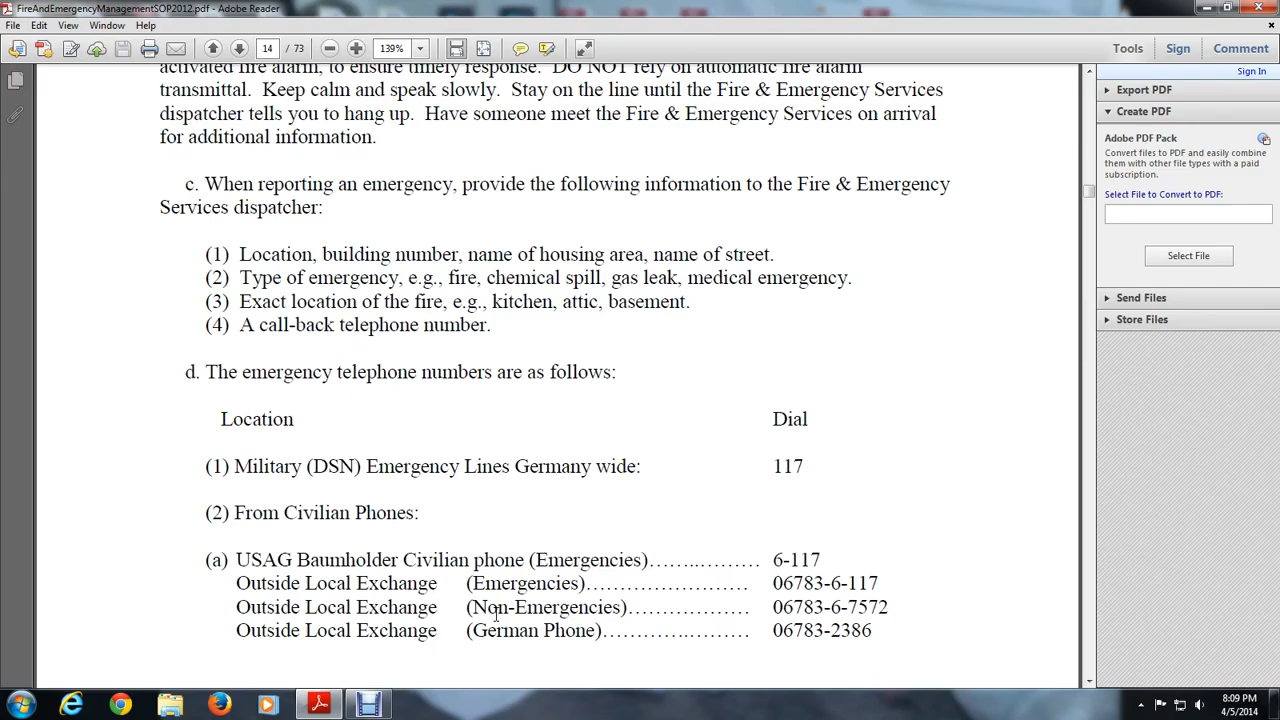 FireAndEmergencyManagementSOP2012.pdf - Adobe Reader
File Edit View Window Help
14 / 73 139% Tools Sign Comment
Sign In
activated fire alarm, to ensure timely response. DO NOT rely on automatic fire alarm
transmittal. Keep calm and speak slowly. Stay on the line until the Fire & Emergency Services
dispatcher tells you to hang up. Have someone meet the Fire & Emergency Services on arrival
for additional information.
c. When reporting an emergency, provide the following information to the Fire & Emergency
Services dispatcher:
(1) Location, building number, name of housing area, name of street.
(2) Type of emergency, e.g., fire, chemical spill, gas leak, medical emergency.
(3) Exact location of the fire, e.g., kitchen, attic, basement.
(4) A call-back telephone number.
d. The emergency telephone numbers are as follows:
Location Dial
(1) Military (DSN) Emergency Lines Germany wide: 117
(2) From Civilian Phones:
(a) USAG Baumholder Civilian phone (Emergencies)……..……… 6-117
Outside Local Exchange (Emergencies)…………………………… 06783-6-117
Outside Local Exchange (Non-Emergencies)……………… 06783-6-7572
Outside Local Exchange (German Phone)………….……… 06783-2386
Export PDF
Create PDF
Adobe PDF Pack
Convert files to PDF and easily combine
them with other file types with a paid
subscription.
Select File to Convert to PDF:
Select File
Send Files
Store Files
8:09 PM
4/5/2014